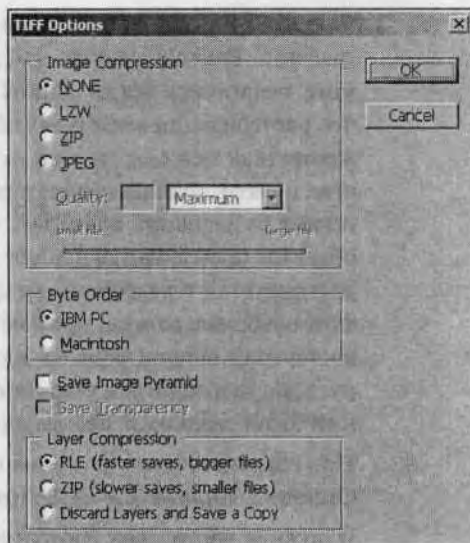 TIFF Options
Image Compression
OK
NONE
LZW
Cancel
ZIP
JPEG
Quality:
Maximum
small file
large file
Byte Order
IBM PC
Macintosh
Save Image Pyramid
Save Transparency
Layer Compression
RLE (faster saves, bigger files)
ZIP (slower saves, smaller files)
Discard Layers and Save a Copy